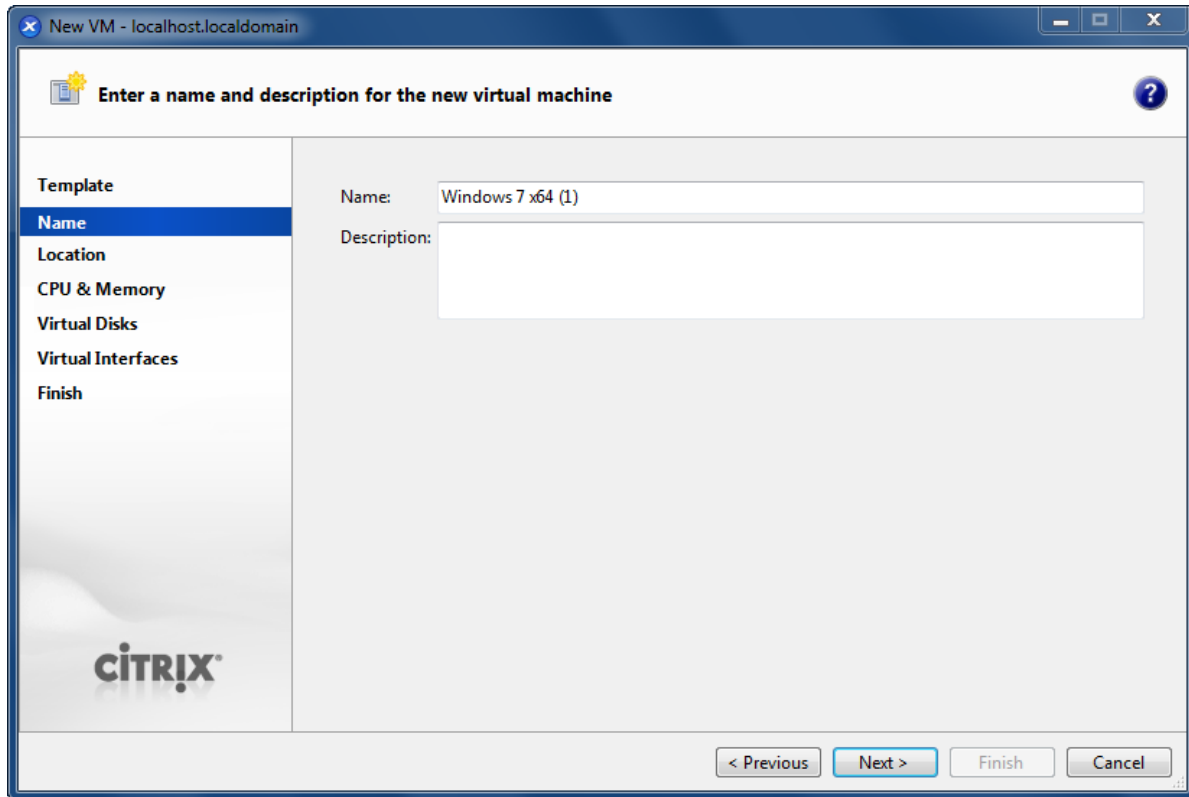 New VM - localhost.localdomain
Enter a name and description for the new virtual machine
?
Template
Name
Location
CPU & Memory
Virtual Disks
Virtual Interfaces
Finish
Name:
Windows 7 x64 (1)
Description:
CITRIX
< Previous
Next >
Finish
Cancel